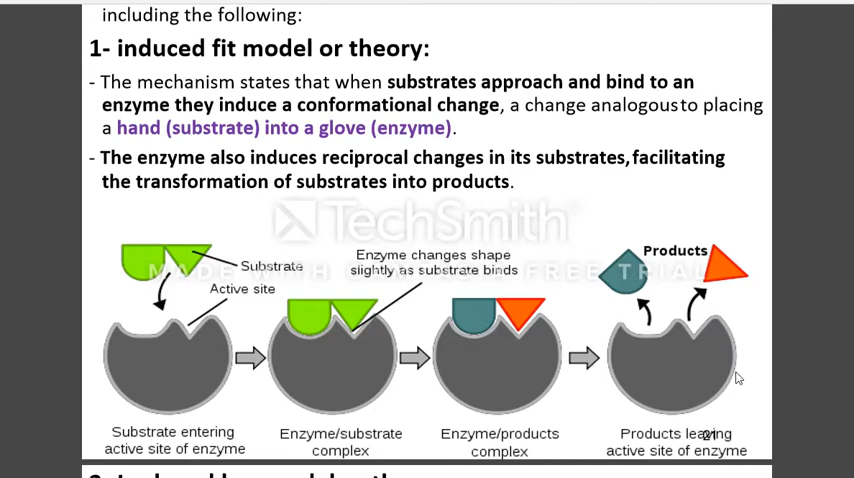 including the following:
1- induced fit model or theory:
- The mechanism states that when substrates approach and bind to an
enzyme they induce a conformational change, a change analogous to placing
a hand (substrate) into a glove (enzyme).
- The enzyme also induces reciprocal changes in its substrates, facilitating
the transformation of substrates into products.
TechSmith
MADE WITH FREE TRIAL
Substrate
Active site
Enzyme changes shape
slightly as substrate binds
Products
Substrate entering
active site of enzyme
Enzyme/substrate
complex
Enzyme/products
complex
Products leaving
active site of enzyme
21